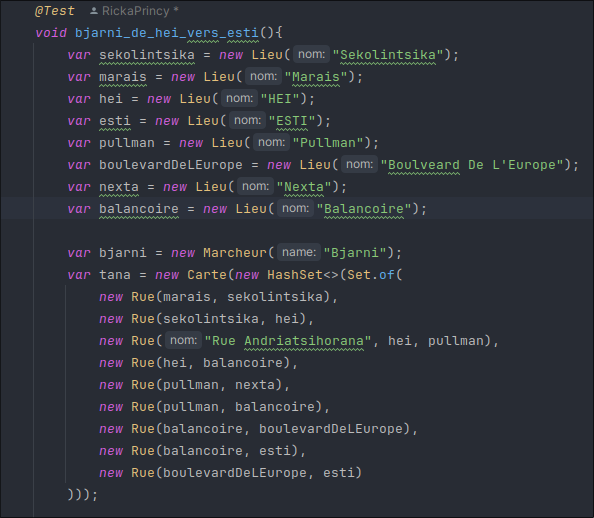 @Test RickaPrincy *
void bjarni_de_hei_vers_esti(){
var sekolintsika = new Lieu( nom: "Sekolintsika");
var marais = new Lieu( nom: "Marais");
var hei = new Lieu( nom: "HEI");
var esti = new Lieu( nom: "ESTI");
var pullman = new Lieu( nom: "Pullman");
var boulevardDeLEurope = new Lieu( nom: "Boulveard De L'Europe");
var nexta = new Lieu( nom: "Nexta");
var balancoire = new Lieu( nom: "Balancoire");
var bjarni = new Marcheur( name: "Bjarni");
var tana = new Carte(new HashSet<>(Set.of(
new Rue(marais, sekolintsika),
new Rue(sekolintsika, hei),
new Rue( nom: "Rue Andriatsihorana", hei, pullman),
new Rue(hei, balancoire),
new Rue(pullman, nexta),
new Rue(pullman, balancoire),
new Rue(balancoire, boulevardDeLEurope),
new Rue(balancoire, esti),
new Rue(boulevardDeLEurope, esti)
)));